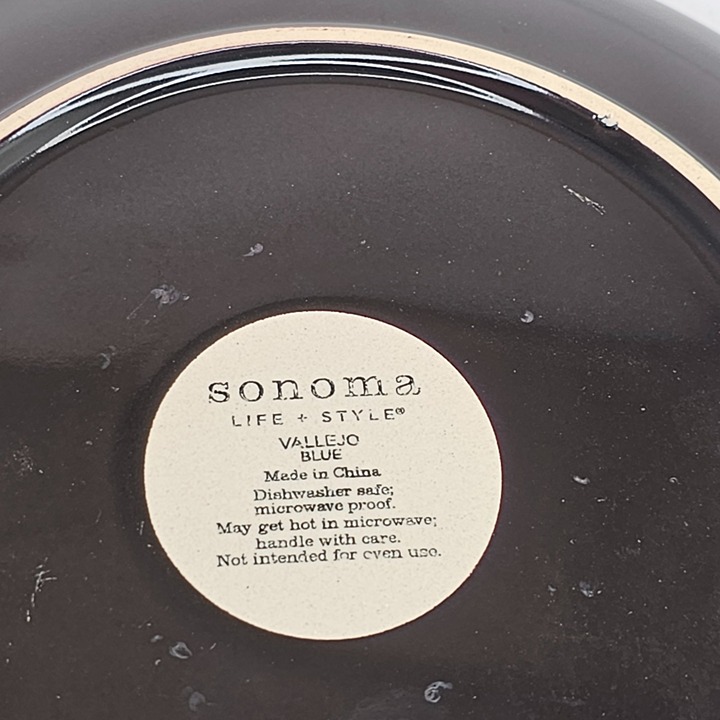 sonoma
LIFE + STYLE®
VALLEJO
BLUE
Made in China
Dishwasher safe;
microwave proof.
May get hot in microwave;
handle with care.
Not intended for oven use.